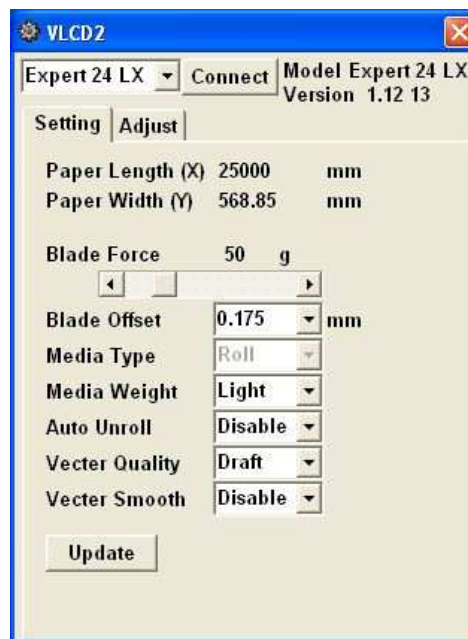 VLCD2
Expert 24 LX Connect Model Expert 24 LX
Version 1.12 13
Setting Adjust
Paper Length (X) 25000 mm
Paper Width (Y) 568.85 mm
Blade Force 50 g
Blade Offset 0.175 mm
Media Type Roll
Media Weight Light
Auto Unroll Disable
Vecter Quality Draft
Vecter Smooth Disable
Update